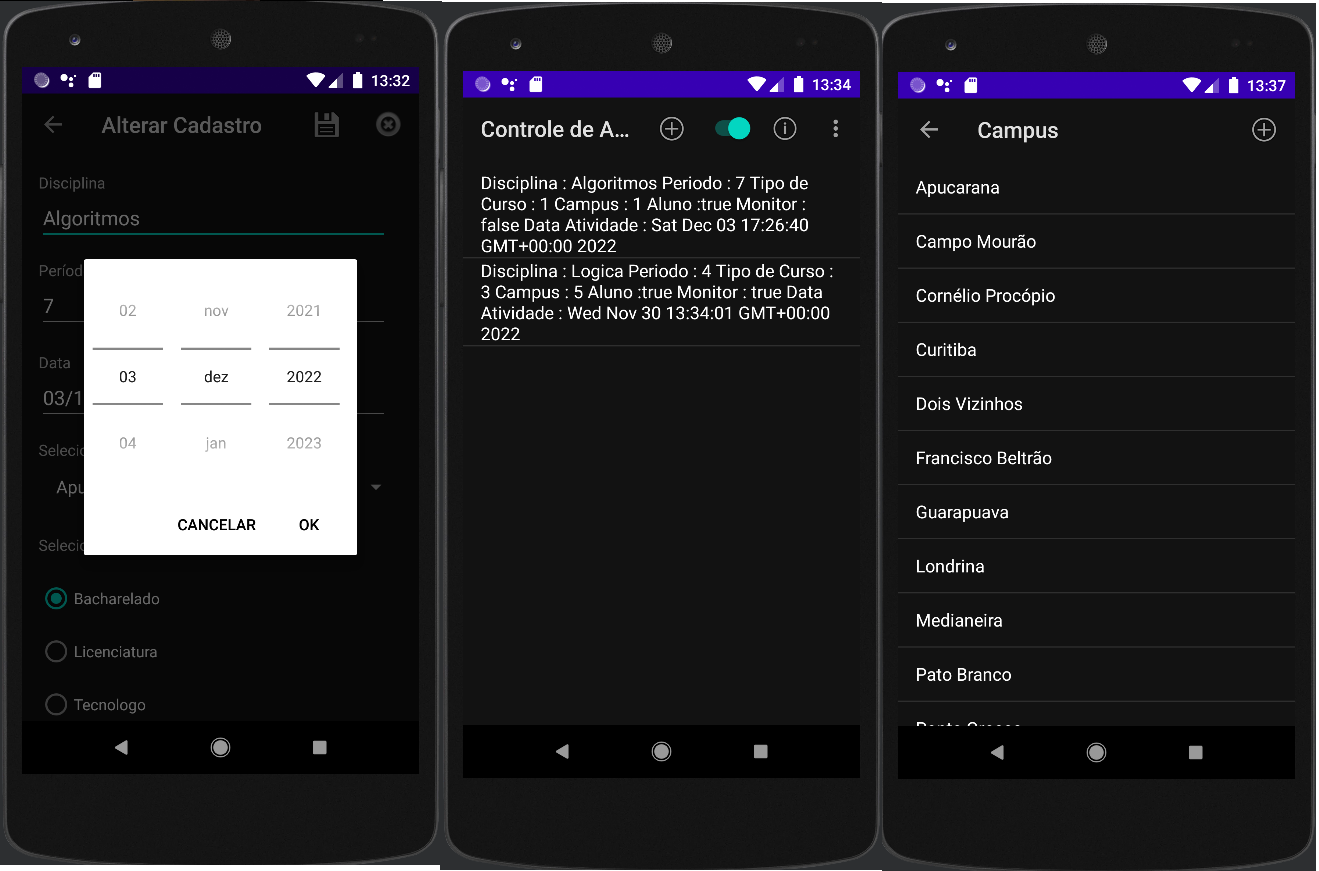 13:32
Alterar Cadastro
Disciplina
Algoritmos
Períod
7
Data
03/1
Selecio
Apu
Selecio
02 nov 2021
03 dez 2022
04 jan 2023
CANCELAR OK
Bacharelado
Licenciatura
Tecnologo
13:34
Controle de A...
Disciplina : Algoritmos Periodo : 7 Tipo de
Curso : 1 Campus : 1 Aluno :true Monitor :
false Data Atividade : Sat Dec 03 17:26:40
GMT+00:00 2022
Disciplina : Logica Periodo : 4 Tipo de Curso :
3 Campus : 5 Aluno :true Monitor : true Data
Atividade : Wed Nov 30 13:34:01 GMT+00:00
2022
13:37
Campus
Apucarana
Campo Mourão
Cornélio Procópio
Curitiba
Dois Vizinhos
Francisco Beltrão
Guarapuava
Londrina
Medianeira
Pato Branco